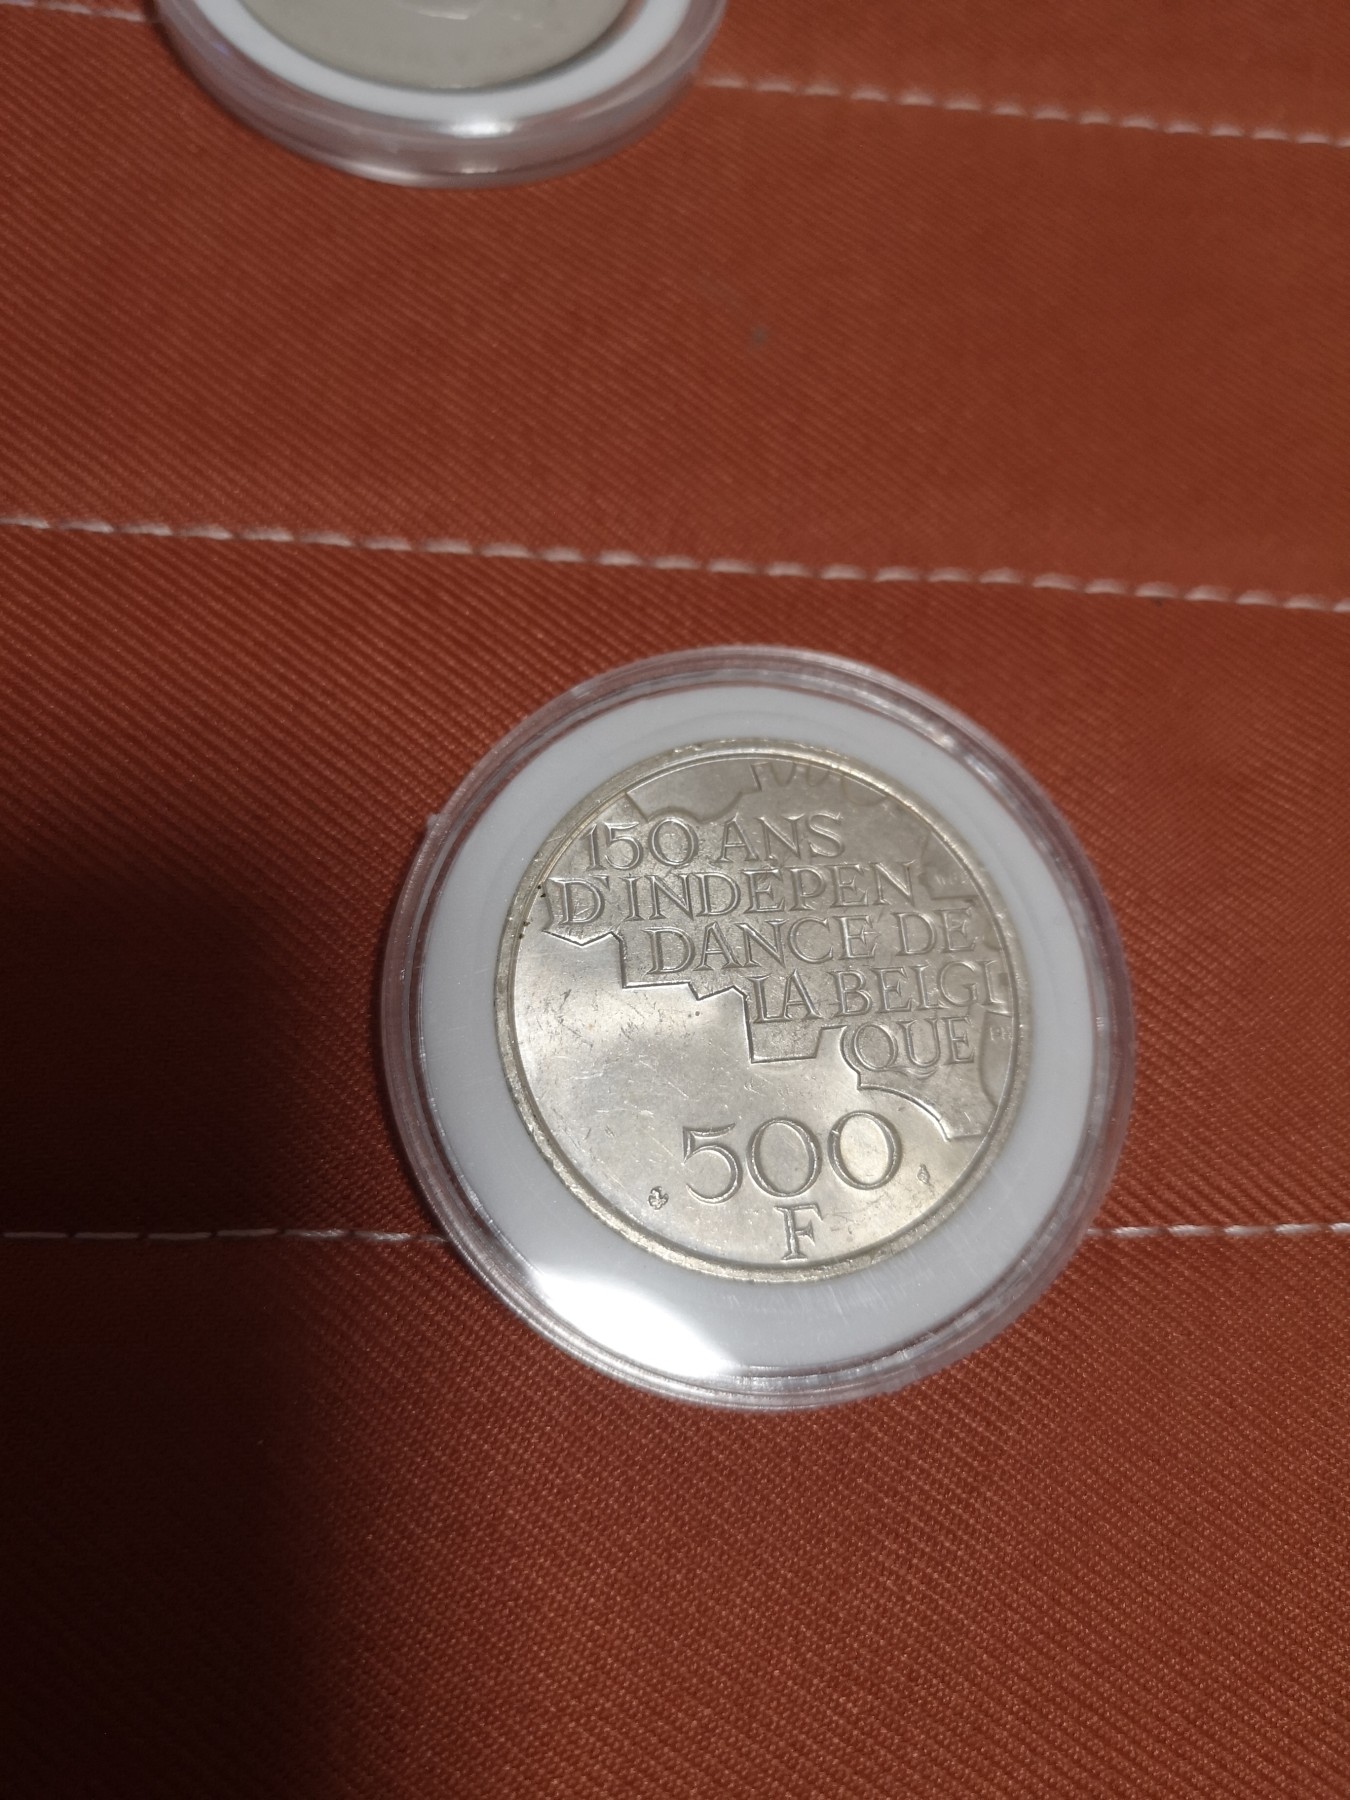 150 ANS
D'INDEPEN
DANCE DE
LA BELGI
QUE
500
F